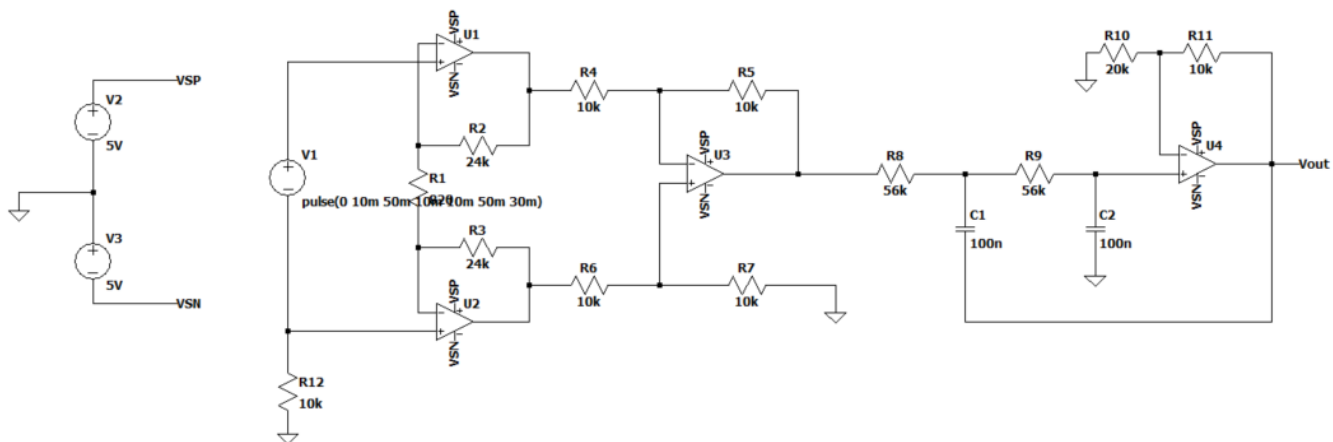 VSP
V2
5V
V3
5V
VSN
V1
pulse(0 10m 50m 10m 10m 50m 30m)
R12
10k
VSP
U1
VSN
R2
24k
R1
R3
24k
VSP
U2
VSN
R4
10k
R5
10k
VSP
U3
VSN
R6
10k
R7
10k
R8
56k
R9
56k
C1
100n
C2
100n
R10
20k
R11
10k
VSP
U4
VSN
Vout